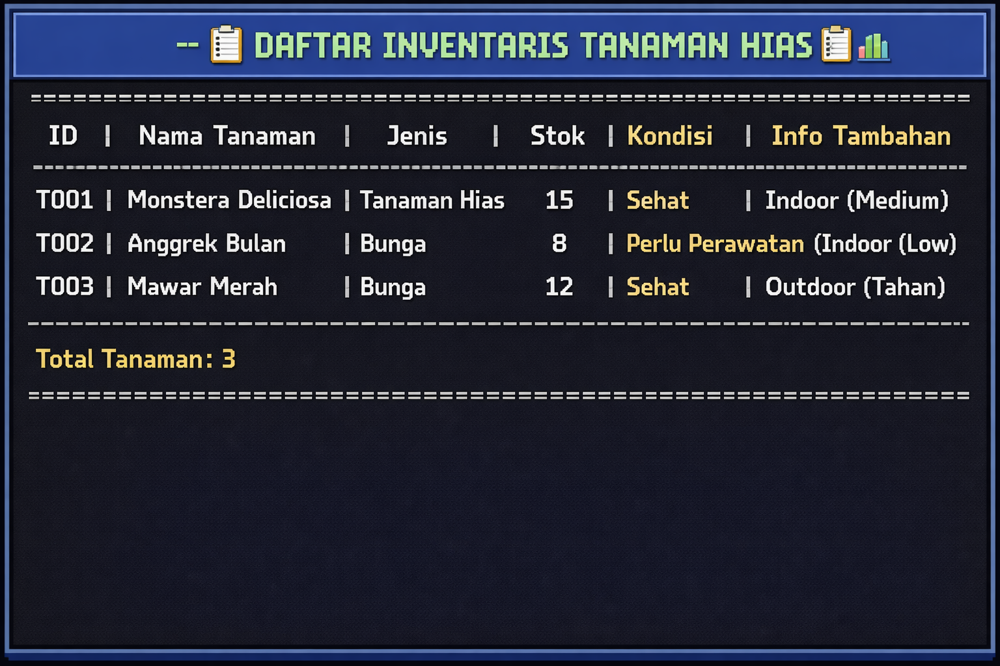 -- 📋 DAFTAR INVENTARIS TANAMAN HIAS 📋📊
==============================================================
ID | Nama Tanaman | Jenis | Stok | Kondisi | Info Tambahan
--------------------------------------------------------------
T001 | Monstera Deliciosa | Tanaman Hias 15 | Sehat | Indoor (Medium)
T002 | Anggrek Bulan | Bunga 8 | Perlu Perawatan (Indoor (Low)
T003 | Mawar Merah | Bunga 12 | Sehat | Outdoor (Tahan)
--------------------------------------------------------------
Total Tanaman: 3
==============================================================